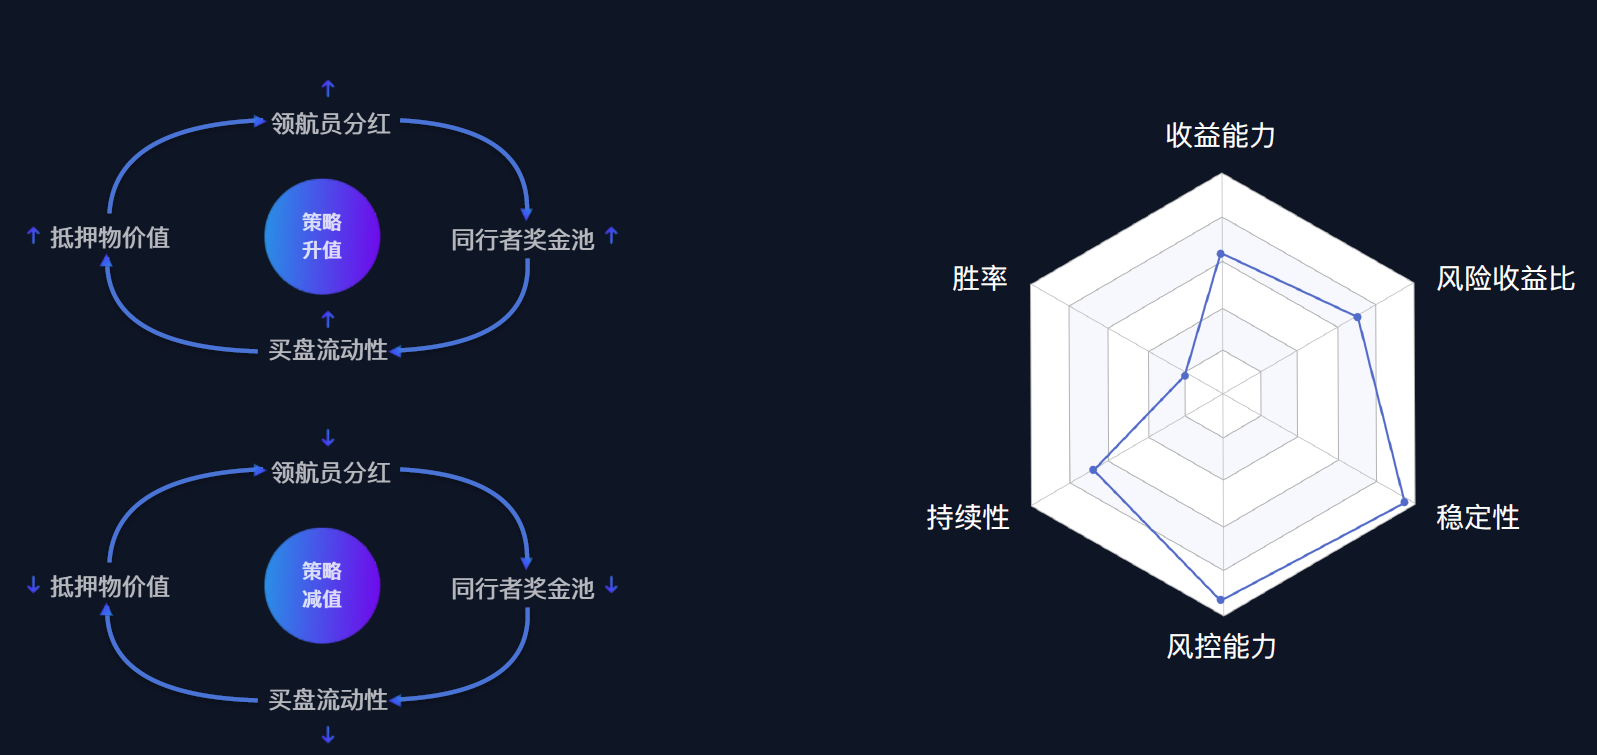 ↑
领航员分红
↑ 抵押物价值
策略
升值
同行者奖金池 ↑
↑
买盘流动性
↓
领航员分红
↓ 抵押物价值
策略
减值
同行者奖金池 ↓
买盘流动性
↓
收益能力
胜率
风险收益比
持续性
稳定性
风控能力